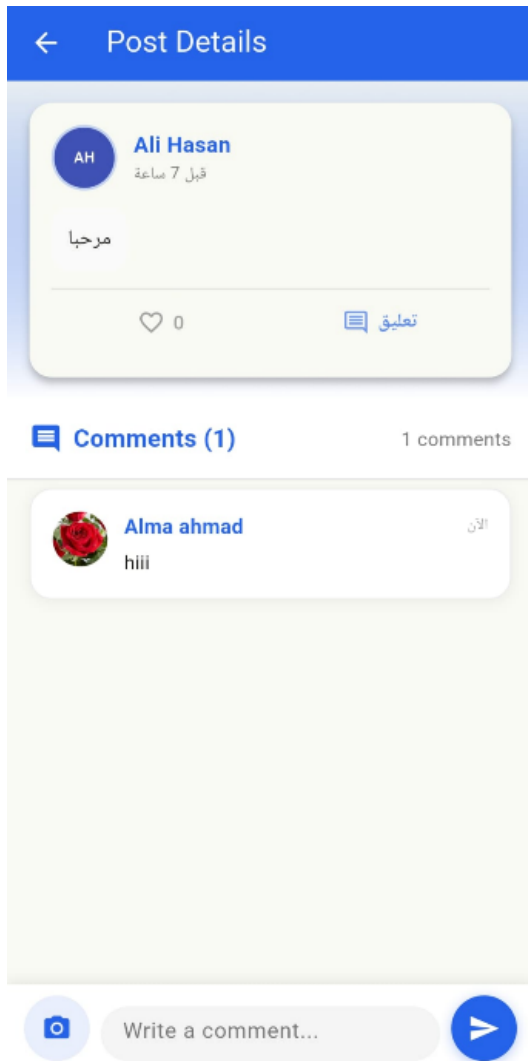 Post Details
AH
Ali Hasan
قبل 7 ساعة
مرحبا
0
تعليق
Comments (1)
1 comments
Alma ahmad
الآن
hiii
Write a comment...